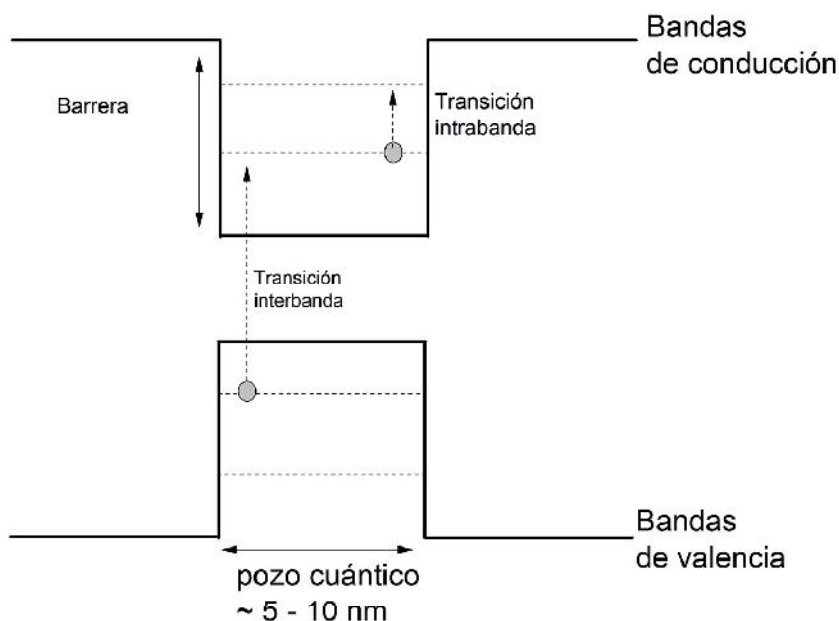 Bandas
de conducción
Barrera
Transición
intrabanda
Transición
interbanda
Bandas
de valencia
pozo cuántico
~ 5 - 10 nm